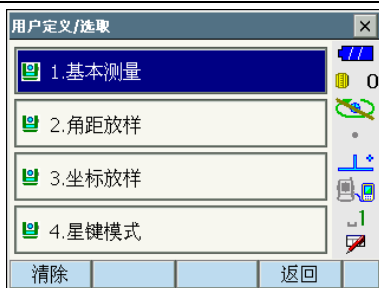 用户定义/选取
1.基本测量
0
2.角距放样
3.坐标放样
4.星键模式
1
清除 返回